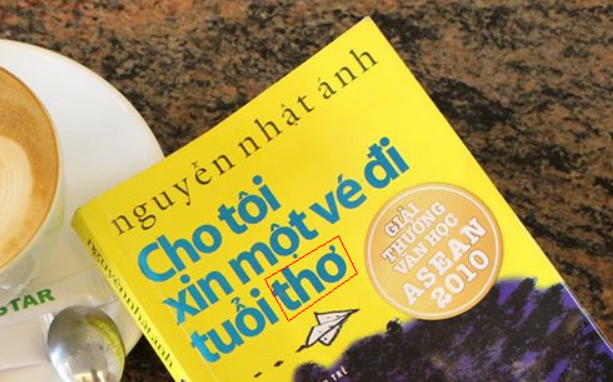 nguyễn nhật ánh
Cho tôi
xin một vé đi
tuổi thơ
GIẢI
THƯỞNG
VĂN HỌC
ASEAN
2010
nguyễn nhật ánh
STAR
TRẺ